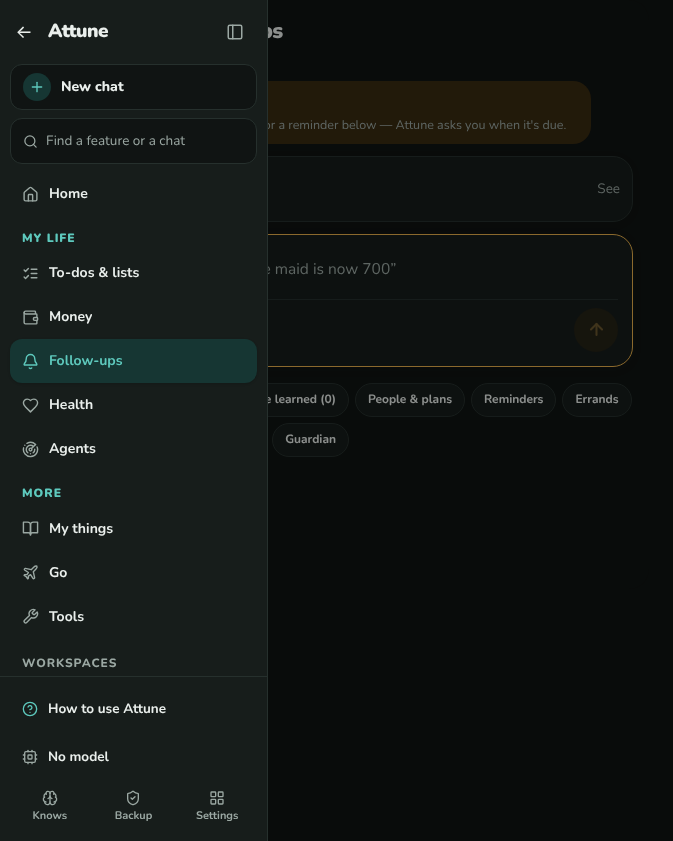 Attune
New chat
Find a feature or a chat
Home
MY LIFE
To-dos & lists
Money
Follow-ups
Health
Agents
MORE
My things
Go
Tools
WORKSPACES
How to use Attune
No model
Knows Backup Settings
or a reminder below — Attune asks you when it's due.
See
maid is now 700”
learned (0) People & plans Reminders Errands
Guardian